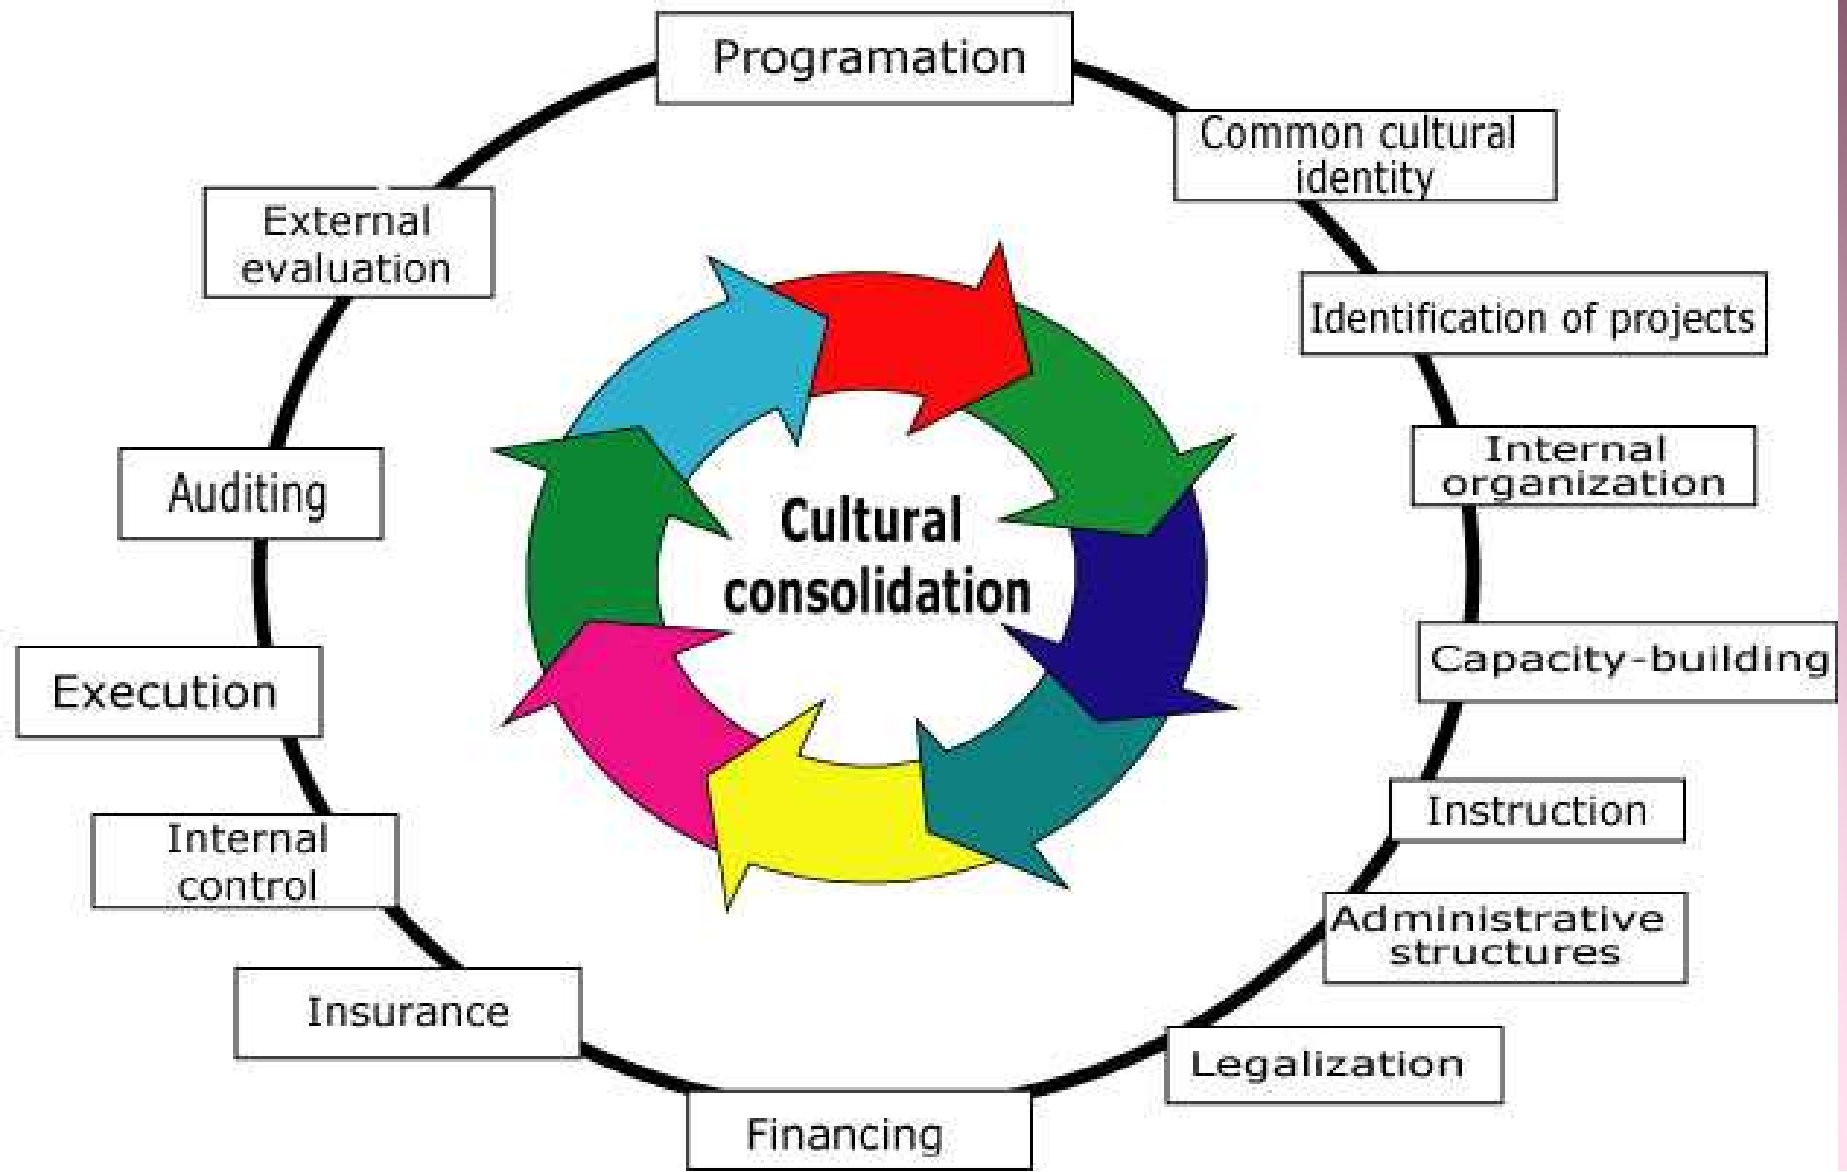 Programation
Common cultural
identity
Identification of projects
Internal
organization
Capacity-building
Instruction
Administrative
structures
Legalization
Financing
Insurance
Internal
control
Execution
Auditing
External
evaluation
Cultural
consolidation